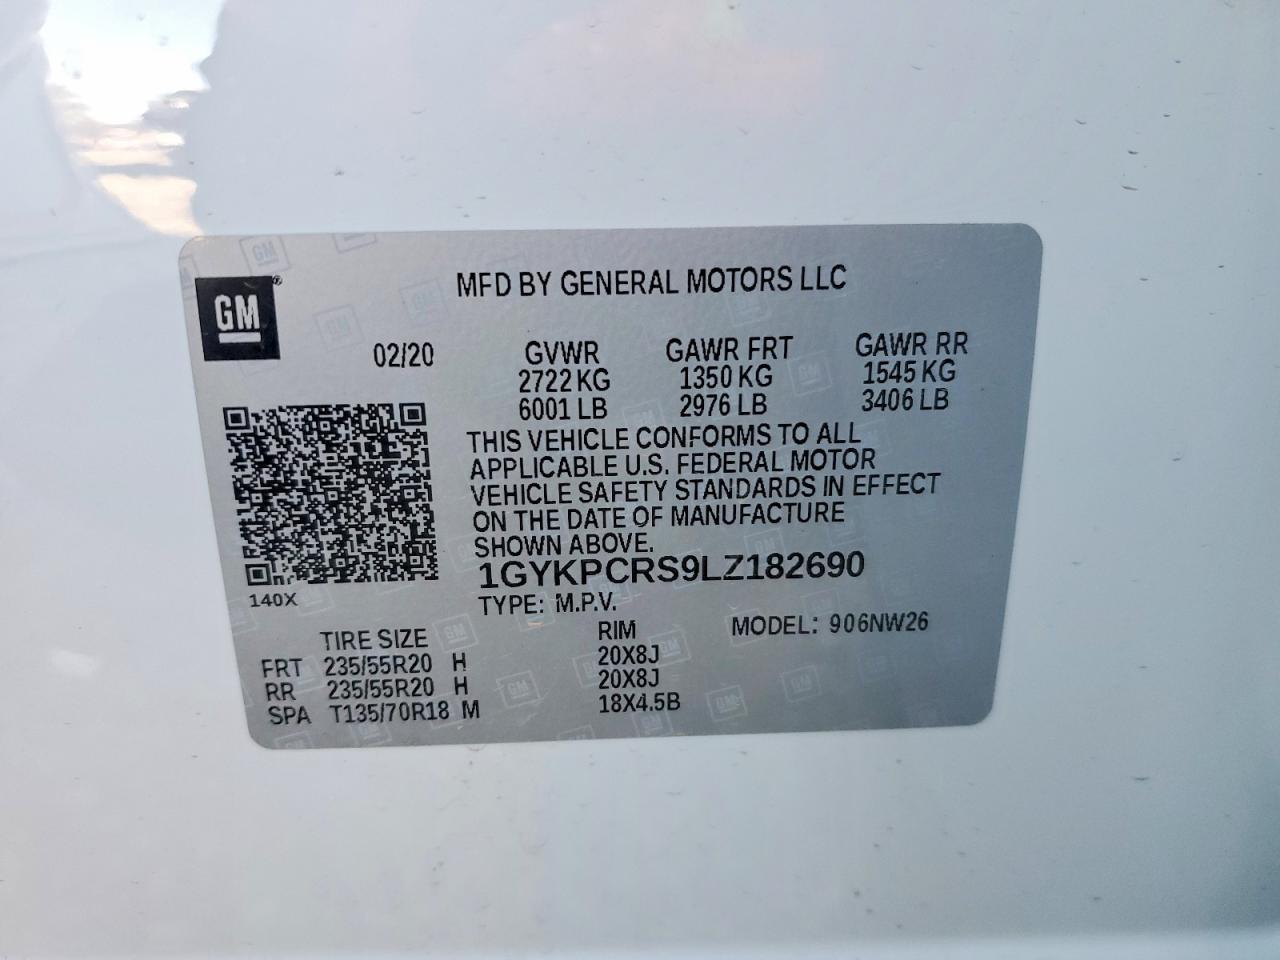 MFD BY GENERAL MOTORS LLC
GM
02/20
GVWR GAWR FRT GAWR RR
2722 KG 1350 KG 1545 KG
6001 LB 2976 LB 3406 LB
THIS VEHICLE CONFORMS TO ALL
APPLICABLE U.S. FEDERAL MOTOR
VEHICLE SAFETY STANDARDS IN EFFECT
ON THE DATE OF MANUFACTURE
SHOWN ABOVE.
1GYKPCRS9LZ182690
140X
TYPE: M.P.V.
MODEL: 906NW26
TIRE SIZE RIM
FRT 235/55R20 H 20X8J
RR 235/55R20 H 20X8J
SPA T135/70R18 M 18X4.5B